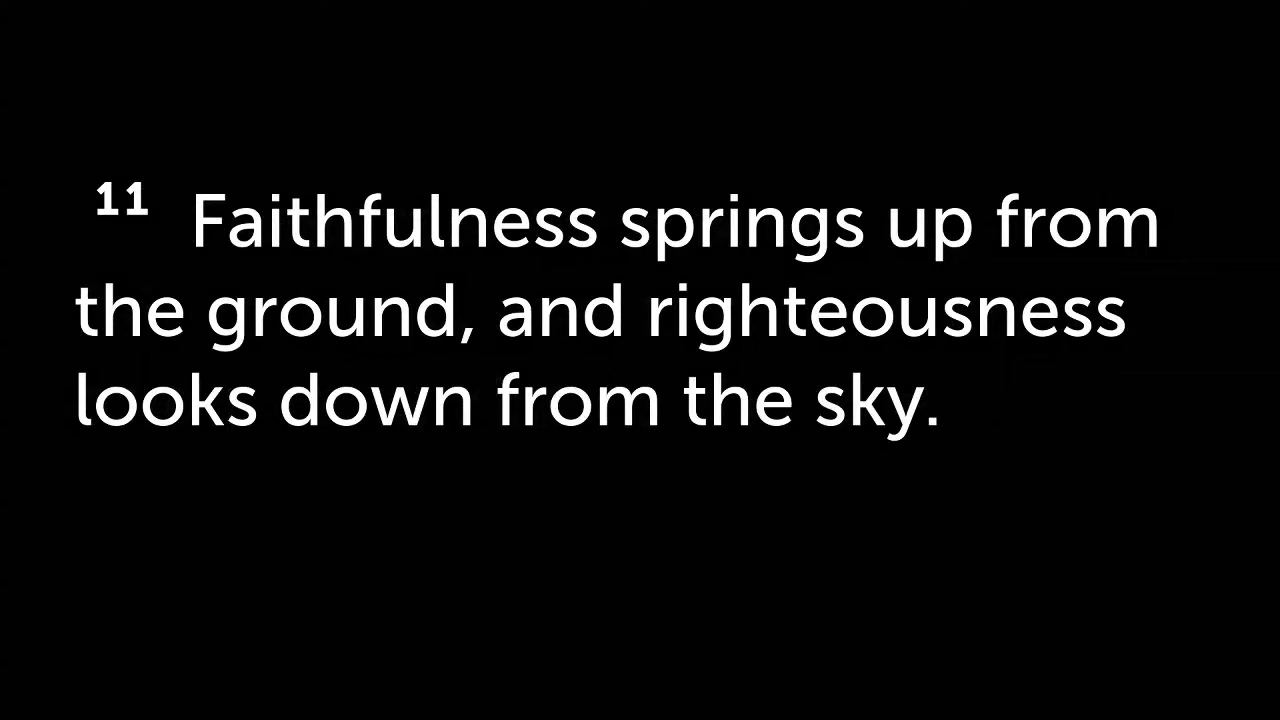 ¹¹ Faithfulness springs up from
the ground, and righteousness
looks down from the sky.